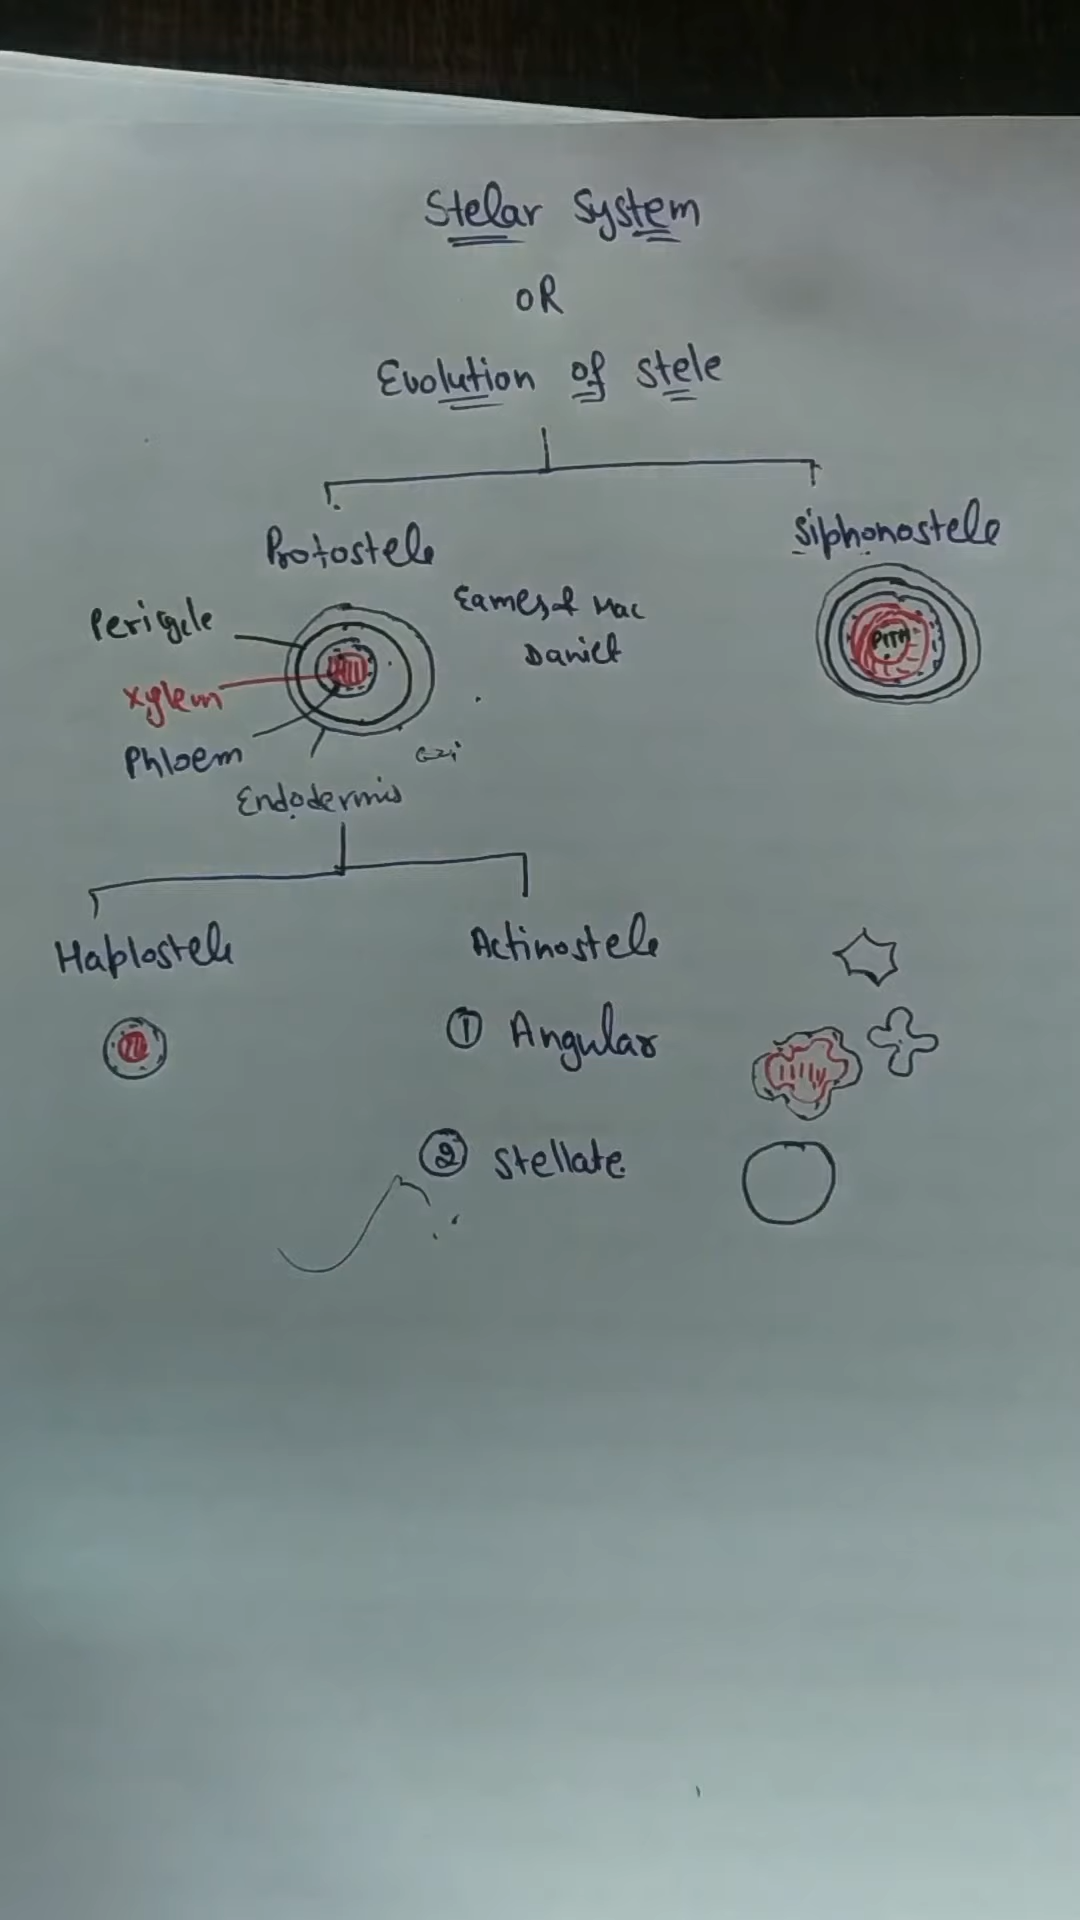 Stelar System
OR
Evolution of stele
Protostele
Siphonostele
Eames & Mac
Daniel
Pericycle
Xylem
Phloem
Endodermis
PITH
Haplostele
Actinostele
① Angular
② Stellate.